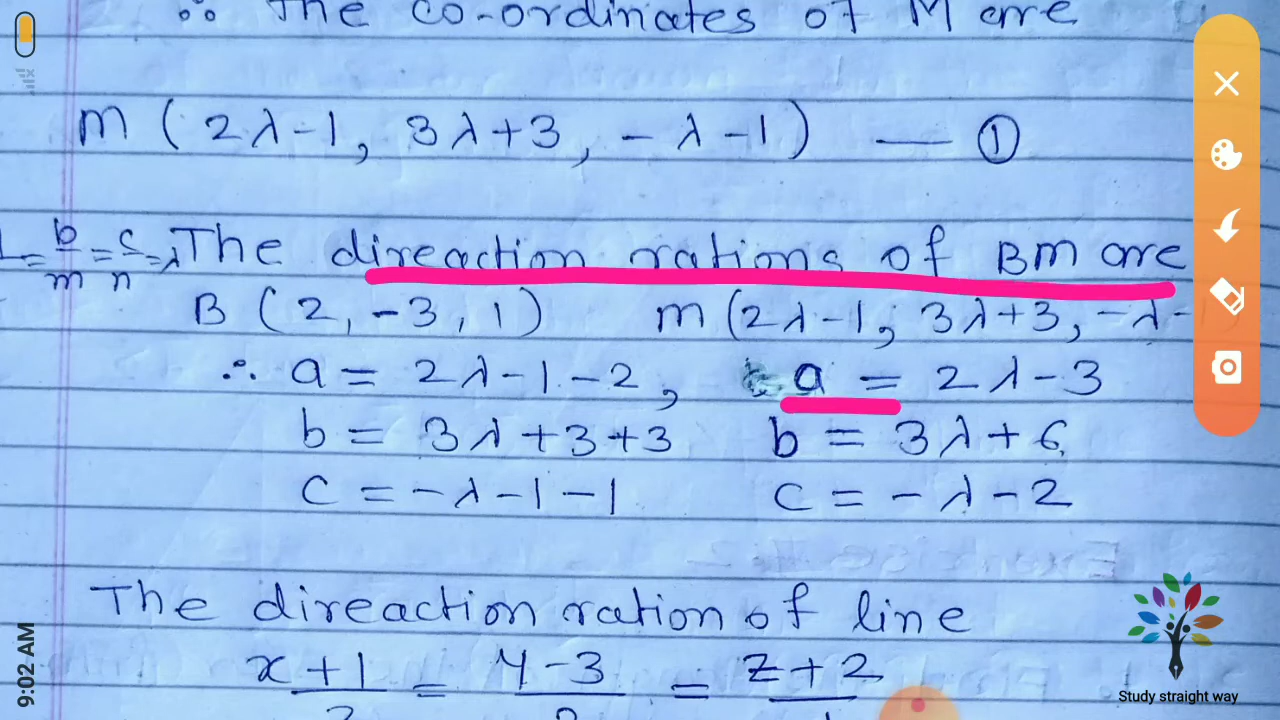 ∴ The co-ordinates of M are
M ( 2λ-1, 3λ+3, -λ-1) — ①
= b/m = c/n = λ The direaction rations of BM are
B ( 2, -3, 1 ) M (2λ-1, 3λ+3, -λ-
∴ a = 2λ-1-2, a = 2λ-3
b = 3λ+3+3 b = 3λ+6
c = -λ-1-1 c = -λ-2
The direaction ration of line
x+1 = y-3 = z+2
Study straight way
9:02 AM